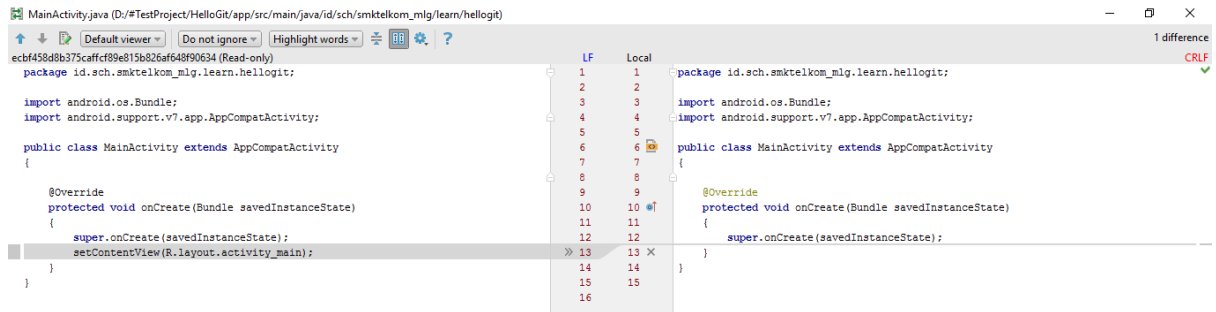 MainActivity.java (D:/#TestProject/HelloGit/app/src/main/java/id/sch/smktelkom_mlg/learn/hellogit)
Default viewer Do not ignore Highlight words ? 1 difference
ecbf458d8b375caffcf89e815b826af648f90634 (Read-only) LF Local CRLF
package id.sch.smktelkom_mlg.learn.hellogit; 1 1 package id.sch.smktelkom_mlg.learn.hellogit;
2 2
import android.os.Bundle; 3 3 import android.os.Bundle;
import android.support.v7.app.AppCompatActivity; 4 4 import android.support.v7.app.AppCompatActivity;
5 5
public class MainActivity extends AppCompatActivity 6 6 public class MainActivity extends AppCompatActivity
{ 7 7 {
8 8
@Override 9 9 @Override
protected void onCreate(Bundle savedInstanceState) 10 10 protected void onCreate(Bundle savedInstanceState)
{ 11 11 {
super.onCreate(savedInstanceState); 12 12 super.onCreate(savedInstanceState);
setContentView(R.layout.activity_main); 13 13 }
} 14 14 }
} 15 15
16